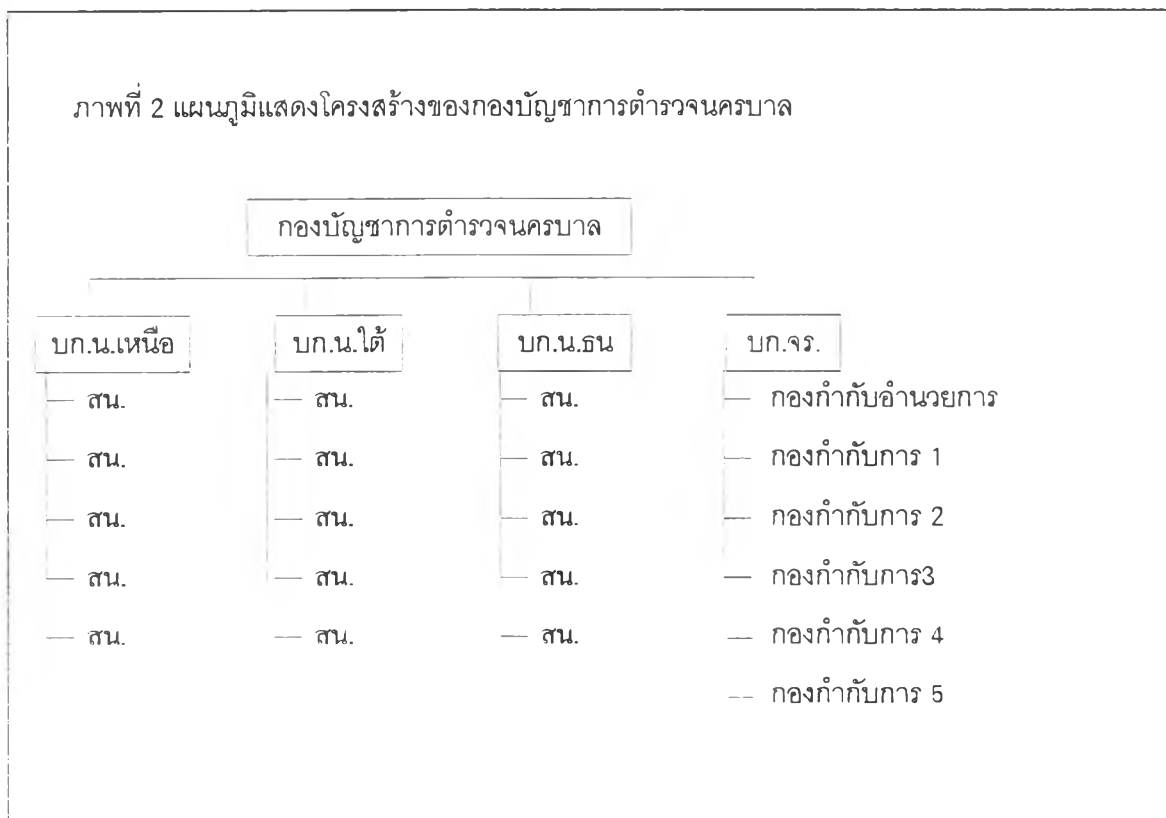 ภาพที่ 2 แผนภูมิแสดงโครงสร้างของกองบัญชาการตำรวจนครบาล
กองบัญชาการตำรวจนครบาล
บก.น.เหนือ บก.น.ใต้ บก.น.ธน บก.จร.
— สน. — สน. — สน. — กองกำกับอำนวยการ
— สน. — สน. — สน. — กองกำกับการ 1
— สน. — สน. — สน. — กองกำกับการ 2
— สน. — สน. — สน. — กองกำกับการ3
— สน. — สน. — สน. — กองกำกับการ 4
— กองกำกับการ 5